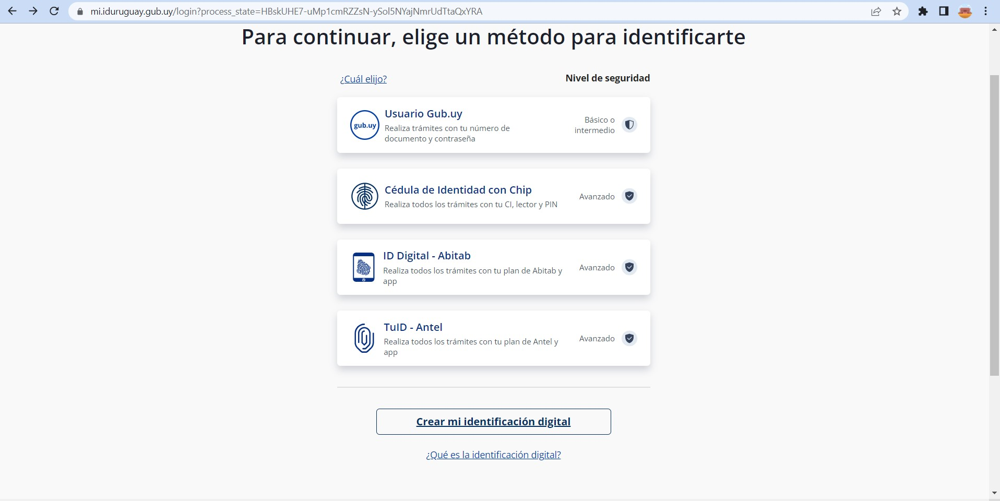 mi.iduruguay.gub.uy/login?process_state=HBskUHE7-uMp1cmRZZsN-ySol5NYajNmrUdTtaQxYRA
Para continuar, elige un método para identificarte
¿Cuál elijo?
Nivel de seguridad
gub.uy
Usuario Gub.uy
Realiza trámites con tu número de
documento y contraseña
Básico o
intermedio
Cédula de Identidad con Chip
Realiza todos los trámites con tu CI, lector y PIN
Avanzado
ID Digital - Abitab
Realiza todos los trámites con tu plan de Abitab y
app
Avanzado
TuID - Antel
Realiza todos los trámites con tu plan de Antel y
app
Avanzado
Crear mi identificación digital
¿Qué es la identificación digital?